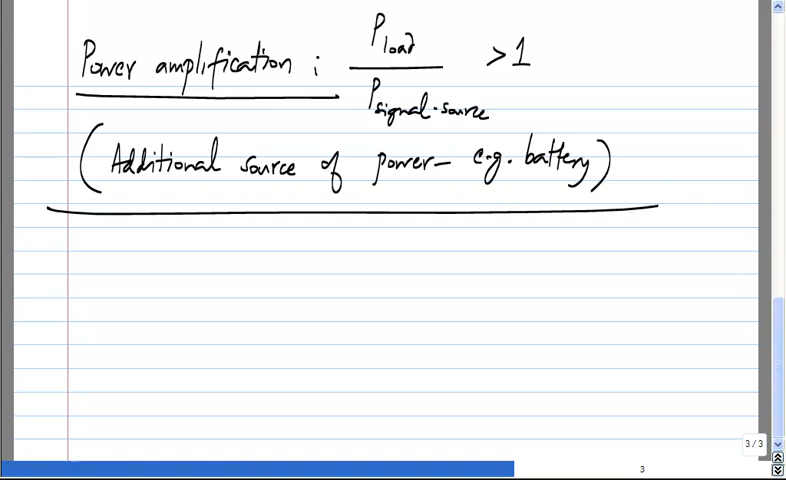 Power amplification : P_load / P_signal-source > 1
(Additional source of power - e.g. battery)
3 / 3
3